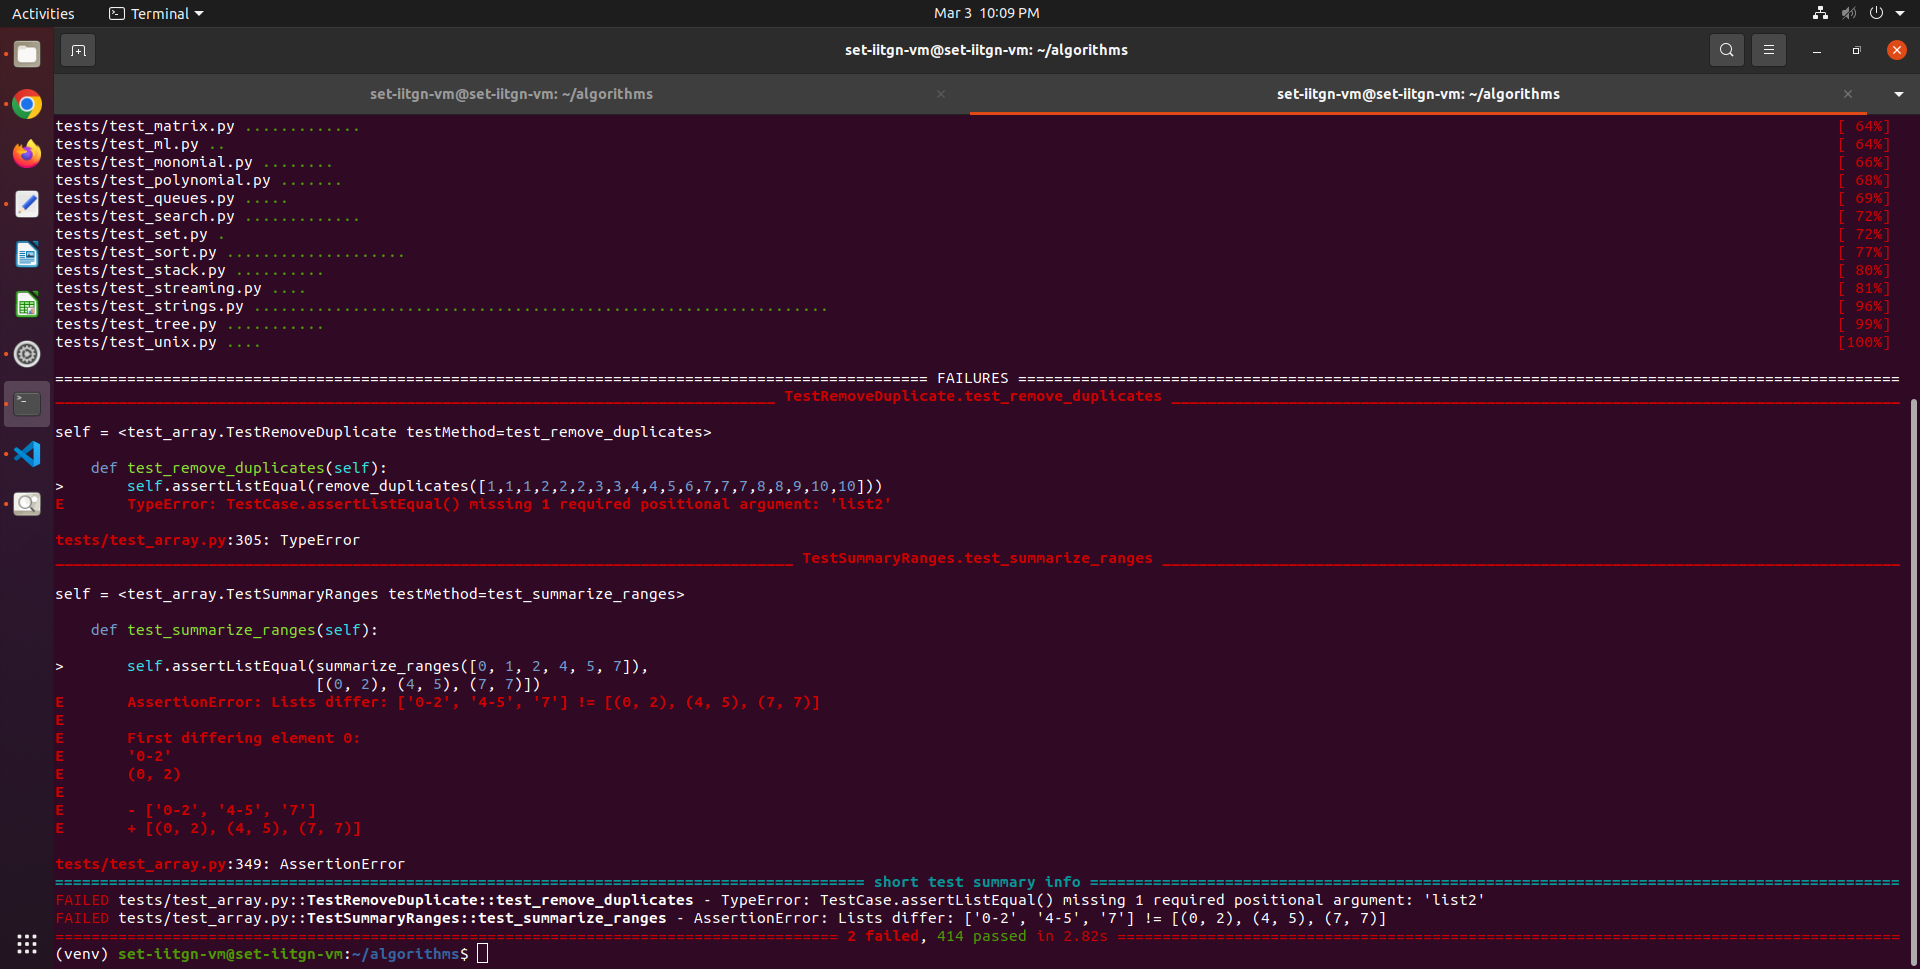 Activities
Terminal
Mar 3 10:09 PM
set-iitgn-vm@set-iitgn-vm: ~/algorithms
set-iitgn-vm@set-iitgn-vm: ~/algorithms
set-iitgn-vm@set-iitgn-vm: ~/algorithms
tests/test_matrix.py ............. [ 64%]
tests/test_ml.py .. [ 64%]
tests/test_monomial.py ........ [ 66%]
tests/test_polynomial.py ....... [ 68%]
tests/test_queues.py ..... [ 69%]
tests/test_search.py ............. [ 72%]
tests/test_set.py . [ 72%]
tests/test_sort.py .................... [ 77%]
tests/test_stack.py .......... [ 80%]
tests/test_streaming.py .... [ 81%]
tests/test_strings.py ................................................................ [ 96%]
tests/test_tree.py ........... [ 99%]
tests/test_unix.py .... [100%]
================================================================================================= FAILURES ==================================================================================================
________________________________________________________________________________ TestRemoveDuplicate.test_remove_duplicates _________________________________________________________________________________
self = <test_array.TestRemoveDuplicate testMethod=test_remove_duplicates>
    def test_remove_duplicates(self):
>       self.assertListEqual(remove_duplicates([1,1,1,2,2,2,3,3,4,4,5,6,7,7,7,8,8,9,10,10]))
E       TypeError: TestCase.assertListEqual() missing 1 required positional argument: 'list2'
tests/test_array.py:305: TypeError
__________________________________________________________________________________ TestSummaryRanges.test_summarize_ranges __________________________________________________________________________________
self = <test_array.TestSummaryRanges testMethod=test_summarize_ranges>
    def test_summarize_ranges(self):
>       self.assertListEqual(summarize_ranges([0, 1, 2, 4, 5, 7]),
                             [(0, 2), (4, 5), (7, 7)])
E       AssertionError: Lists differ: ['0-2', '4-5', '7'] != [(0, 2), (4, 5), (7, 7)]
E
E       First differing element 0:
E       '0-2'
E       (0, 2)
E
E       - ['0-2', '4-5', '7']
E       + [(0, 2), (4, 5), (7, 7)]
tests/test_array.py:349: AssertionError
========================================================================================== short test summary info ==========================================================================================
FAILED tests/test_array.py::TestRemoveDuplicate::test_remove_duplicates - TypeError: TestCase.assertListEqual() missing 1 required positional argument: 'list2'
FAILED tests/test_array.py::TestSummaryRanges::test_summarize_ranges - AssertionError: Lists differ: ['0-2', '4-5', '7'] != [(0, 2), (4, 5), (7, 7)]
======================================================================================= 2 failed, 414 passed in 2.82s =======================================================================================
(venv) set-iitgn-vm@set-iitgn-vm:~/algorithms$